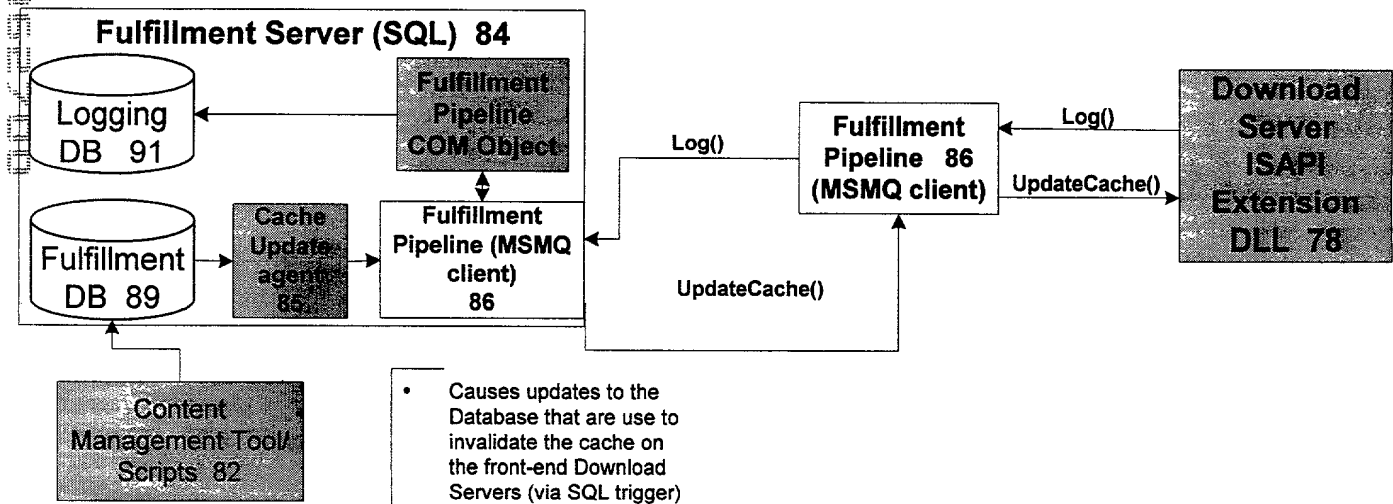 Fulfillment Server (SQL) 84
Logging
DB 91
Fulfillment
Pipeline
COM Object
Fulfillment
DB 89
Cache
Update
agent
85
Fulfillment
Pipeline (MSMQ
client)
86
Log()
UpdateCache()
Fulfillment
Pipeline 86
(MSMQ client)
Log()
UpdateCache()
Download
Server
ISAPI
Extension
DLL 78
Content
Management Tool/
Scripts 82
• Causes updates to the
Database that are use to
invalidate the cache on
the front-end Download
Servers (via SQL trigger)